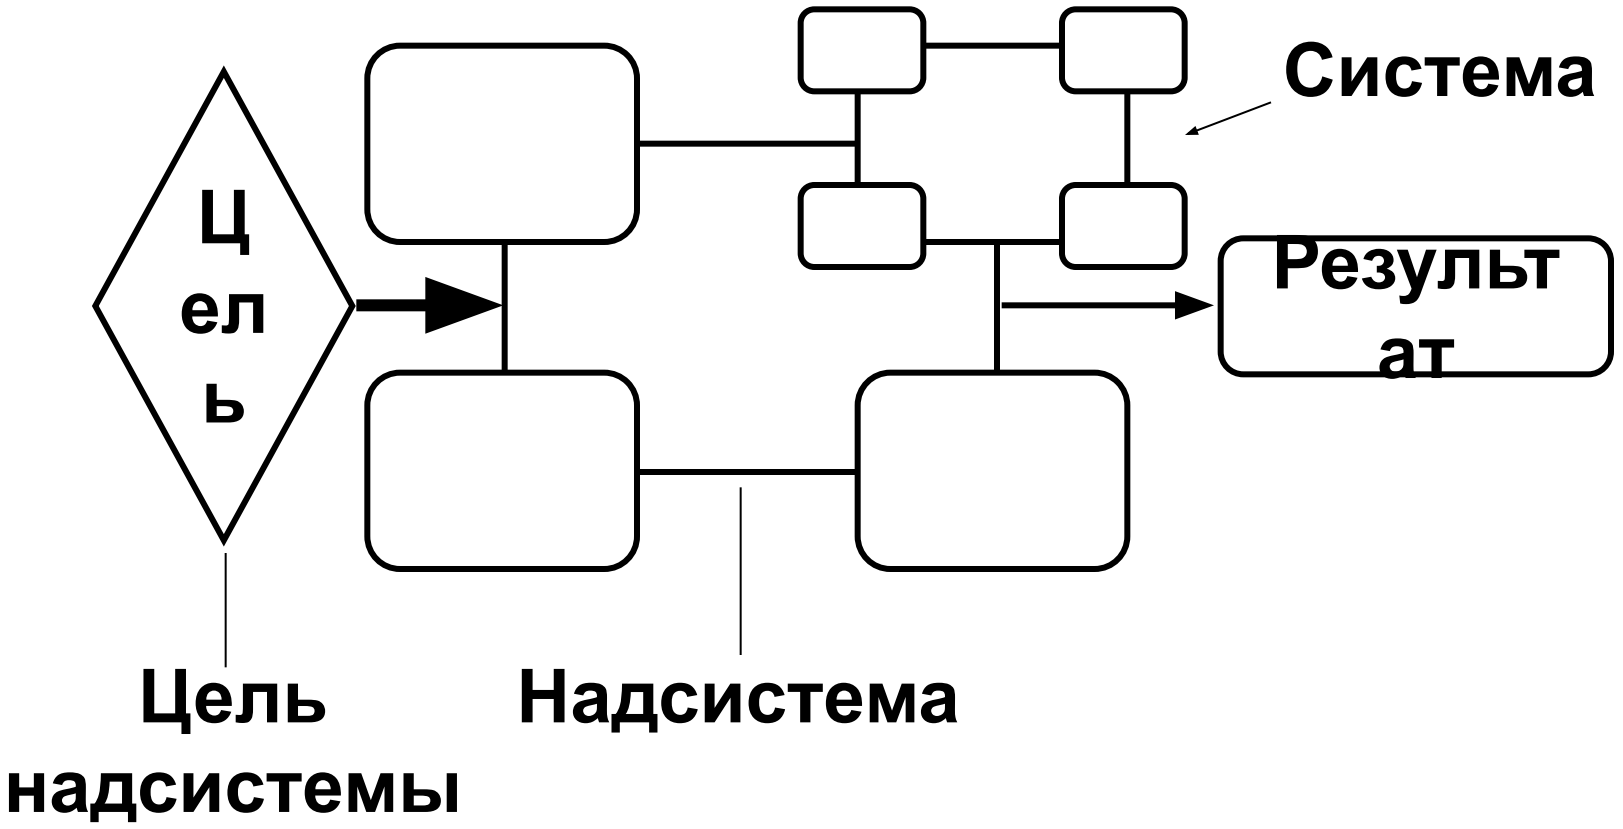 Система
Ц
ел
ь
Результ
ат
Цель
надсистемы
Надсистема